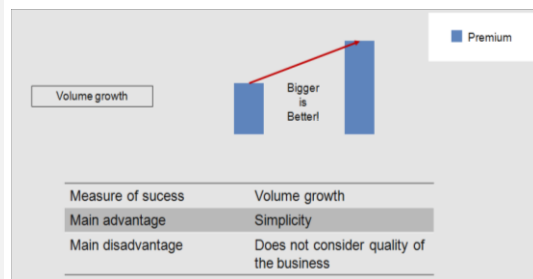 Premium
Volume growth
Bigger
is
Better!
Measure of sucess Volume growth
Main advantage Simplicity
Main disadvantage Does not consider quality of
the business